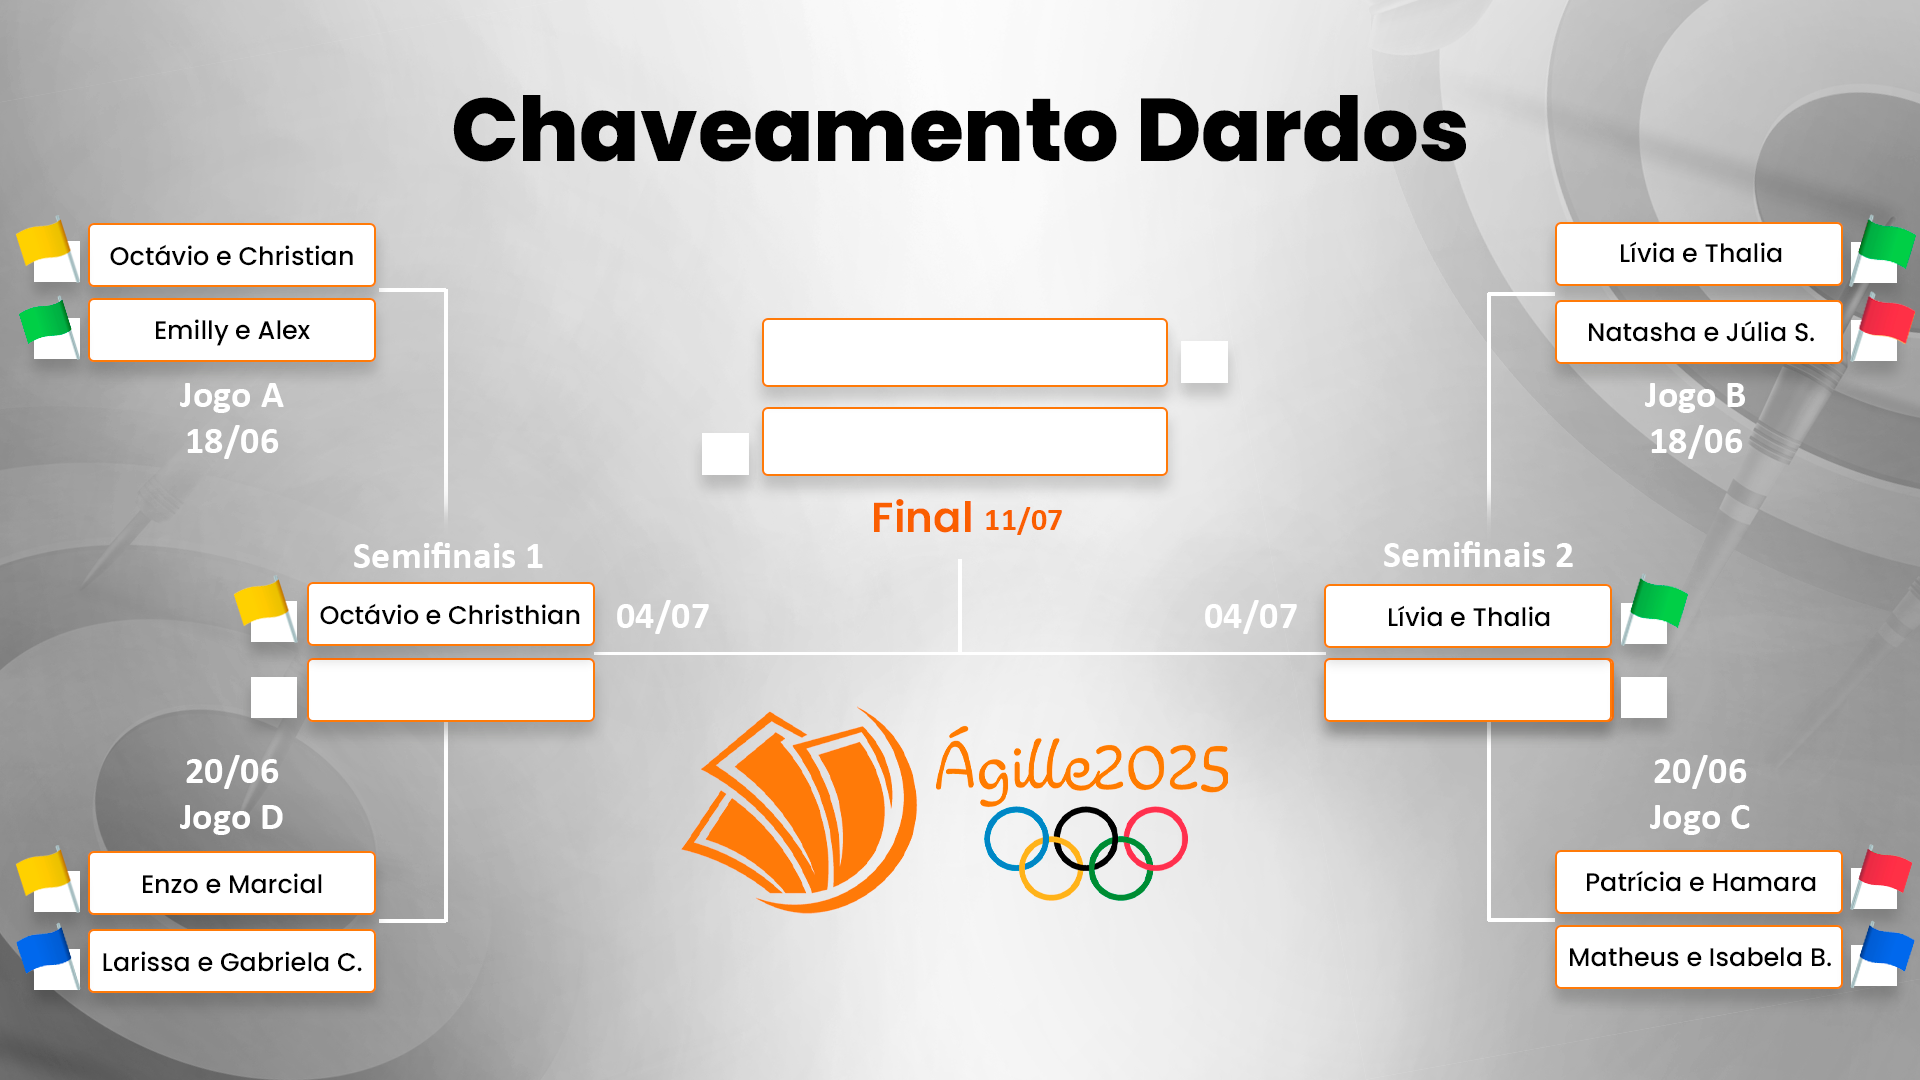 Chaveamento Dardos
Octávio e Christian
Emilly e Alex
Jogo A
18/06
Lívia e Thalia
Natasha e Júlia S.
Jogo B
18/06
Final 11/07
Semifinais 1
Octávio e Christhian
04/07
Semifinais 2
04/07
Lívia e Thalia
20/06
Jogo D
Enzo e Marcial
Larissa e Gabriela C.
Ágille2025
20/06
Jogo C
Patrícia e Hamara
Matheus e Isabela B.